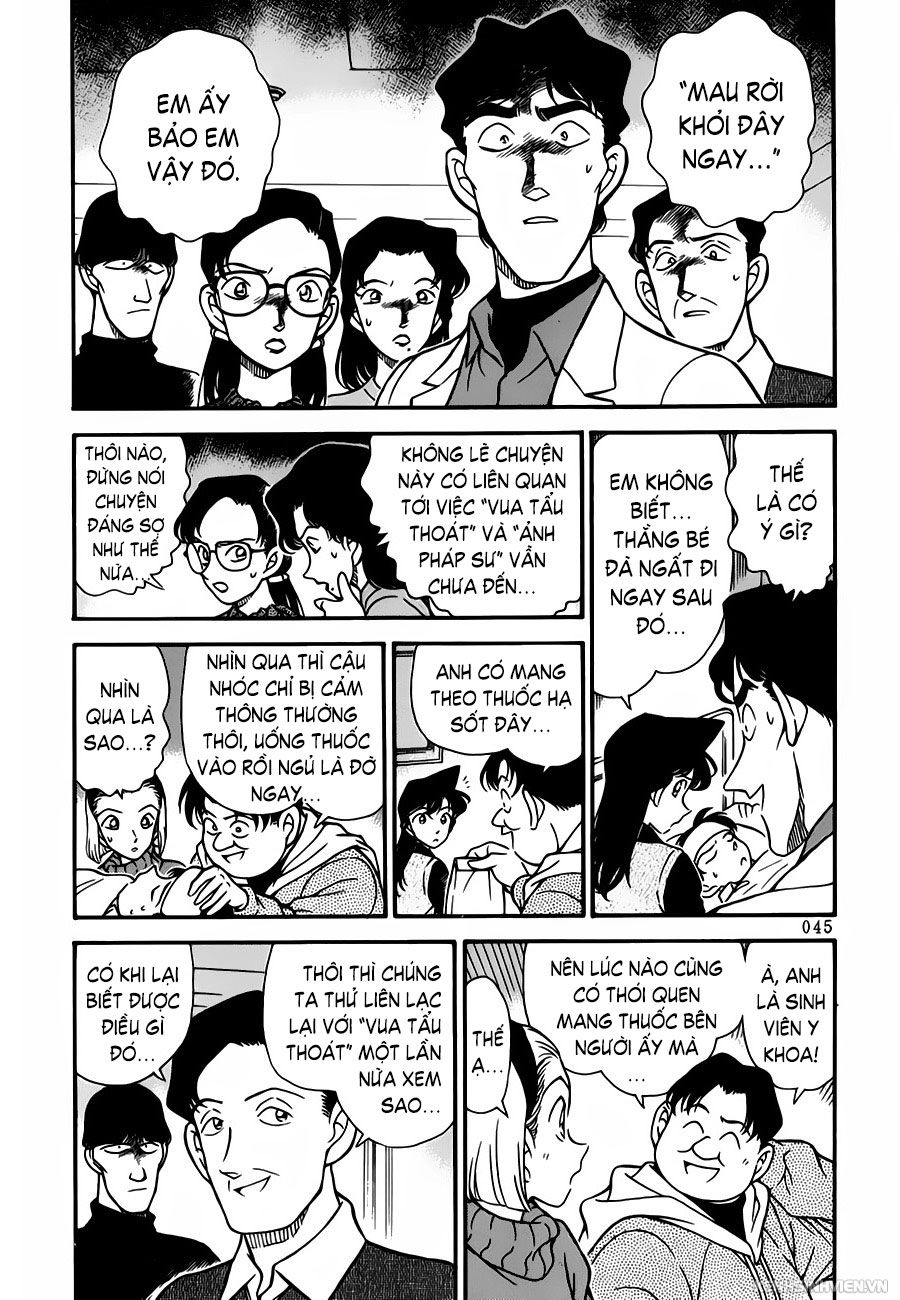 “MAU RỜI
KHỎI ĐÂY
NGAY...”
EM ẤY
BẢO EM
VẬY ĐÓ.
THẾ
LÀ CÓ
Ý GÌ?
EM KHÔNG
BIẾT...
THẰNG BÉ
ĐÃ NGẤT ĐI
NGAY SAU
ĐÓ...
KHÔNG LẼ CHUYỆN
NÀY CÓ LIÊN QUAN
TỚI VIỆC “VUA TẨU
THOÁT” VÀ “ẢNH
PHÁP SƯ” VẪN
CHƯA ĐẾN...
THÔI NÀO,
ĐỪNG NÓI
CHUYỆN
ĐÁNG SỢ
NHƯ THẾ
NỮA...
ANH CÓ MANG
THEO THUỐC HẠ
SỐT ĐÂY...
NHÌN QUA THÌ CẬU
NHÓC CHỈ BỊ CẢM
THÔNG THƯỜNG
THÔI, UỐNG THUỐC
VÀO RỒI NGỦ LÀ ĐỠ
NGAY...
NHÌN
QUA LÀ
SAO...?
045
À, ANH
LÀ SINH
VIÊN Y
KHOA!
NÊN LÚC NÀO CŨNG
CÓ THÓI QUEN
MANG THUỐC BÊN
NGƯỜI ẤY MÀ
...
THẾ
Ạ...
THÔI THÌ CHÚNG
TA THỬ LIÊN LẠC
LẠI VỚI “VUA TẨU
THOÁT” MỘT LẦN
NỮA XEM
SAO...
CÓ KHI LẠI
BIẾT ĐƯỢC
ĐIỀU GÌ
ĐÓ...